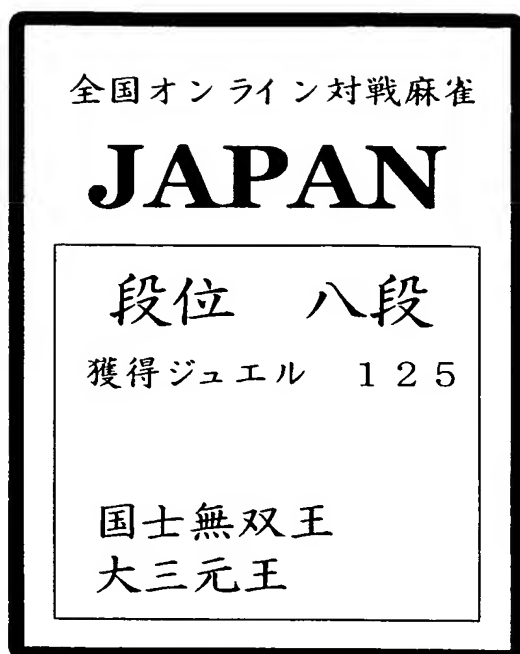 全国オンライン対戦麻雀
JAPAN
段位　八段
獲得ジュエル　１２５
国士無双王
大三元王